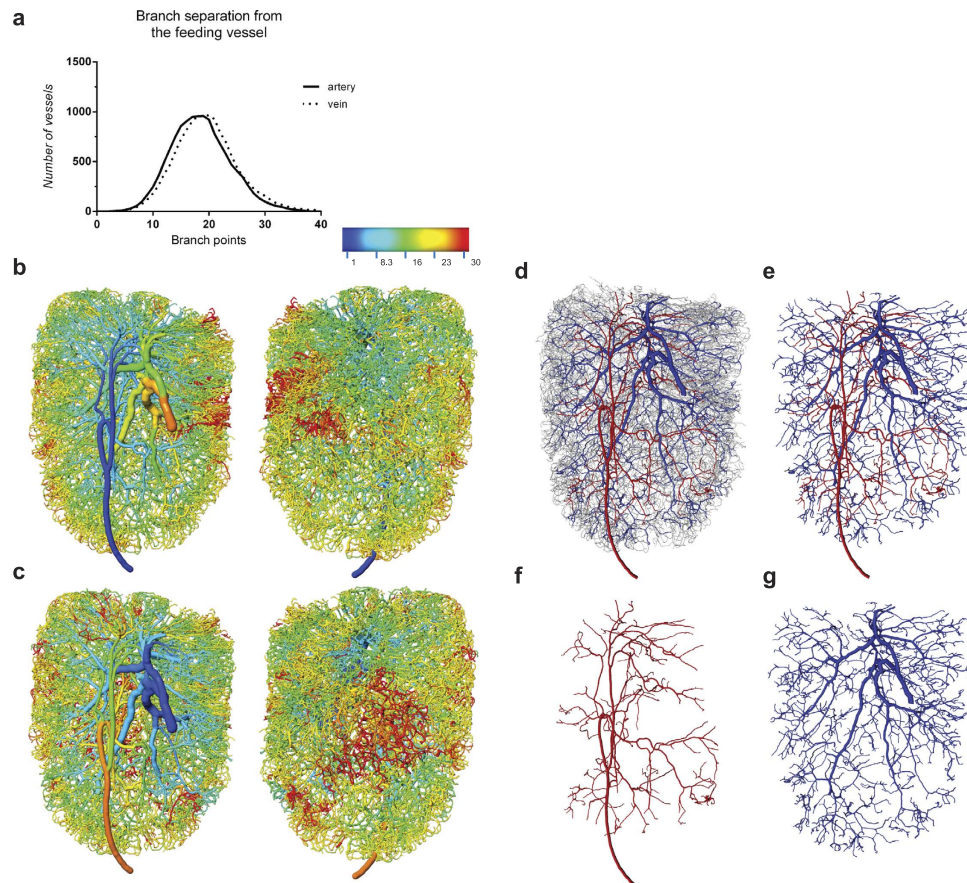 a
Branch separation from
the feeding vessel
1500
1000
500
0
Number of vessels
artery
vein
0 10 20 30 40
Branch points
1 8.3 16 23 30
b
d
e
c
f
g